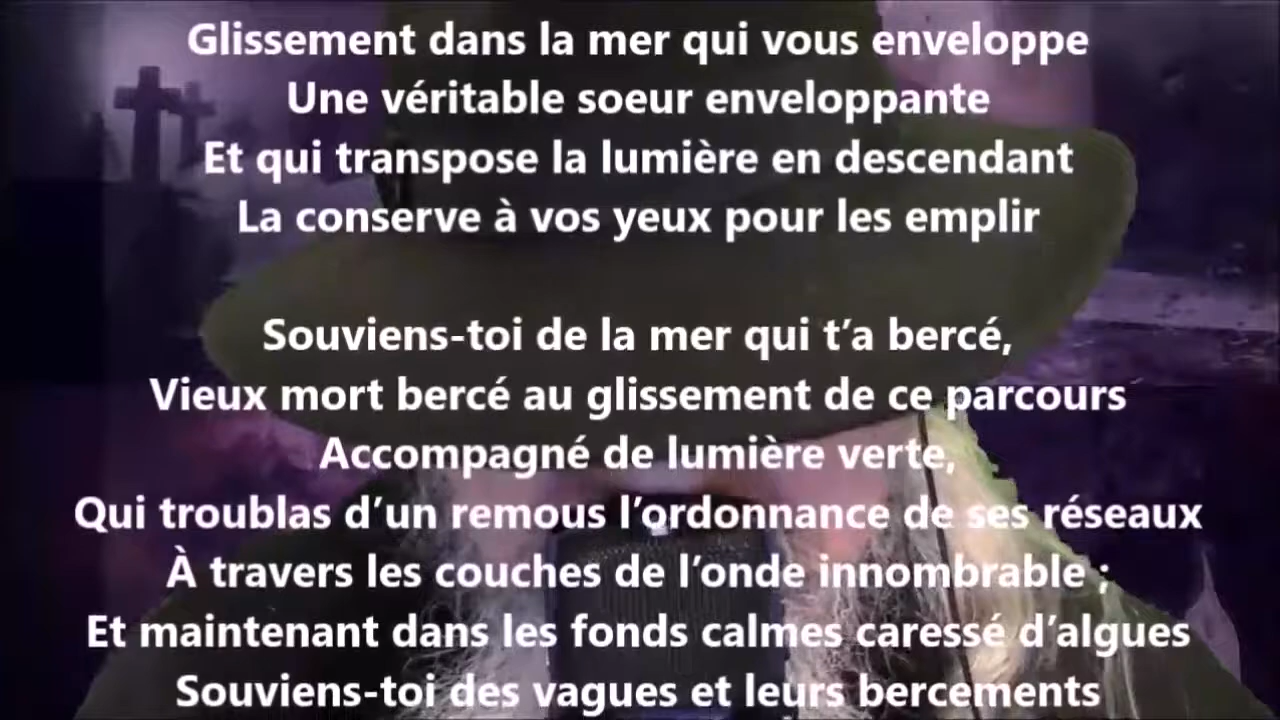 Glissement dans la mer qui vous enveloppe
Une véritable soeur enveloppante
Et qui transpose la lumière en descendant
La conserve à vos yeux pour les emplir
Souviens-toi de la mer qui t’a bercé,
Vieux mort bercé au glissement de ce parcours
Accompagné de lumière verte,
Qui troublas d’un remous l’ordonnance de ses réseaux
À travers les couches de l’onde innombrable ;
Et maintenant dans les fonds calmes caressé d’algues
Souviens-toi des vagues et leurs bercements